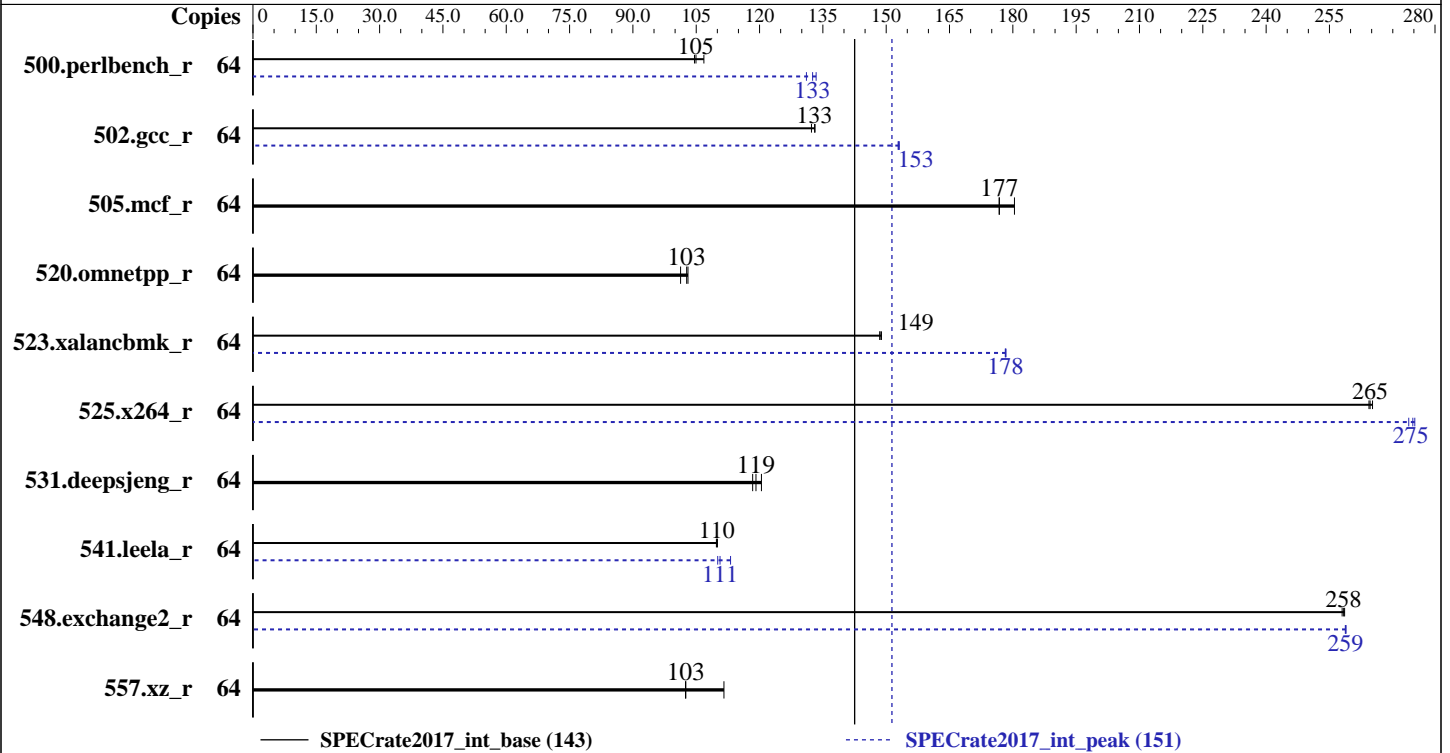 Copies 0 15.0 30.0 45.0 60.0 75.0 90.0 105 120 135 150 165 180 195 210 225 240 255 280
105
500.perlbench_r 64
133
133
502.gcc_r 64
153
177
505.mcf_r 64
103
520.omnetpp_r 64
149
523.xalancbmk_r 64
178
265
525.x264_r 64
275
119
531.deepsjeng_r 64
110
541.leela_r 64
111
258
548.exchange2_r 64
259
103
557.xz_r 64
SPECrate2017_int_base (143) SPECrate2017_int_peak (151)